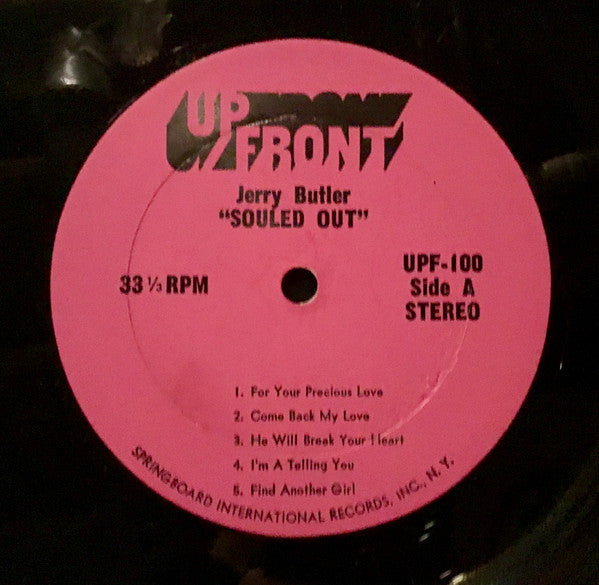 UP FRONT
Jerry Butler
"SOULED OUT"
33 ⅓ RPM
UPF-100
Side A
STEREO
1. For Your Precious Love
2. Come Back My Love
3. He Will Break Your Heart
4. I'm A Telling You
5. Find Another Girl
SPRINGBOARD INTERNATIONAL RECORDS, INC., N. Y.